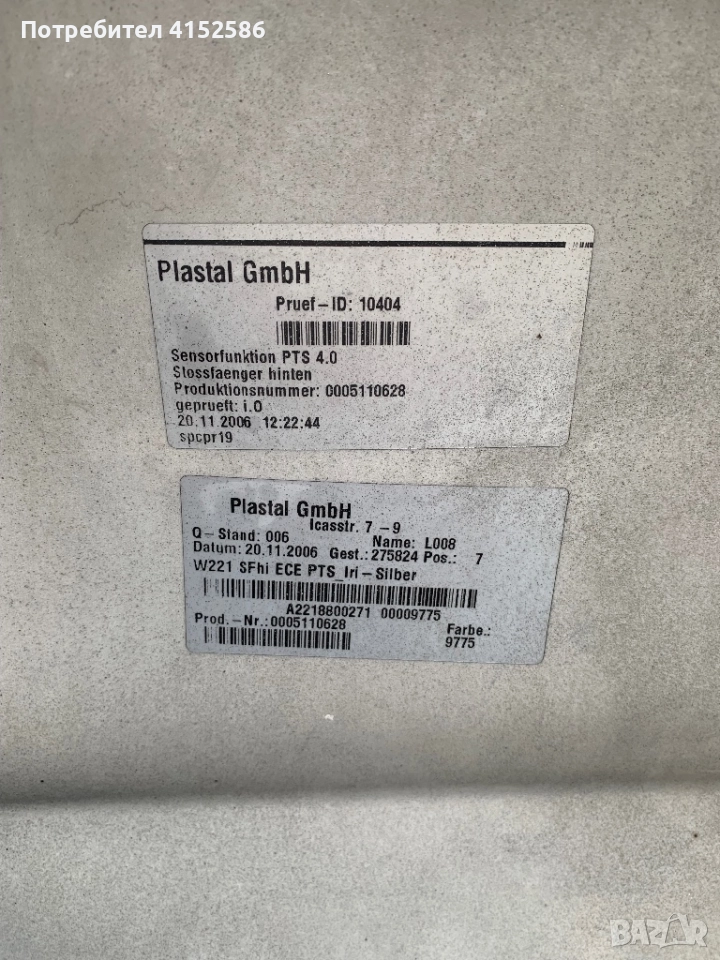 Потребител 4152586
Plastal GmbH
Pruef-ID: 10404
Sensorfunktion PTS 4.0
Stossfaenger hinten
Produktionsnummer: 0005110628
geprueft: i.O
20.11.2006 12:22:44
spcpr19
Plastal GmbH
Icasstr. 7-9
Q-Stand: 006 Name: L008
Datum: 20.11.2006 Gest.: 275824 Pos.: 7
W221 SFhi ECE PTS_Iri-Silber
A2218800271 00009775
Prod.-Nr.: 0005110628 Farbe.:
9775
BAZAR